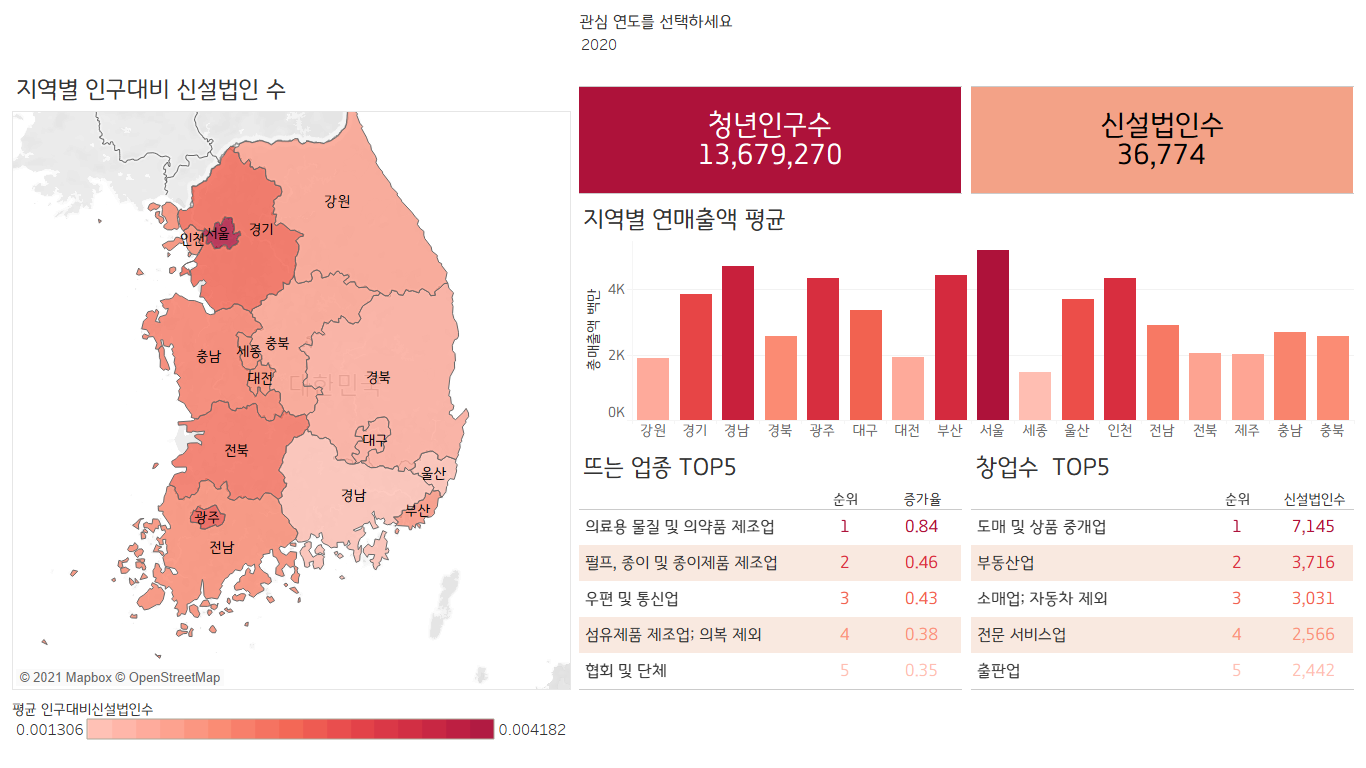 관심 연도를 선택하세요
2020
지역별 인구대비 신설법인 수
강원
인천
서울
경기
충남
세종
충북
대전
대한민국
경북
전북
대구
울산
경남
부산
광주
전남
© 2021 Mapbox © OpenStreetMap
평균 인구대비신설법인수
0.001306
0.004182
청년인구수
13,679,270
신설법인수
36,774
지역별 연매출액 평균
총매출액 백만
4K
2K
0K
강원 경기 경남 경북 광주 대구 대전 부산 서울 세종 울산 인천 전남 전북 제주 충남 충북
뜨는 업종 TOP5
순위 증가율
의료용 물질 및 의약품 제조업 1 0.84
펄프, 종이 및 종이제품 제조업 2 0.46
우편 및 통신업 3 0.43
섬유제품 제조업; 의복 제외 4 0.38
협회 및 단체 5 0.35
창업수 TOP5
순위 신설법인수
도매 및 상품 중개업 1 7,145
부동산업 2 3,716
소매업; 자동차 제외 3 3,031
전문 서비스업 4 2,566
출판업 5 2,442